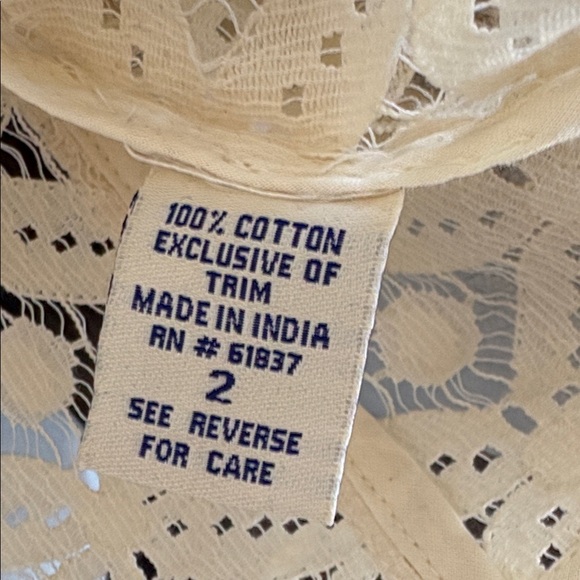 100% COTTON
EXCLUSIVE OF
TRIM
MADE IN INDIA
RN # 61837
2
SEE REVERSE
FOR CARE